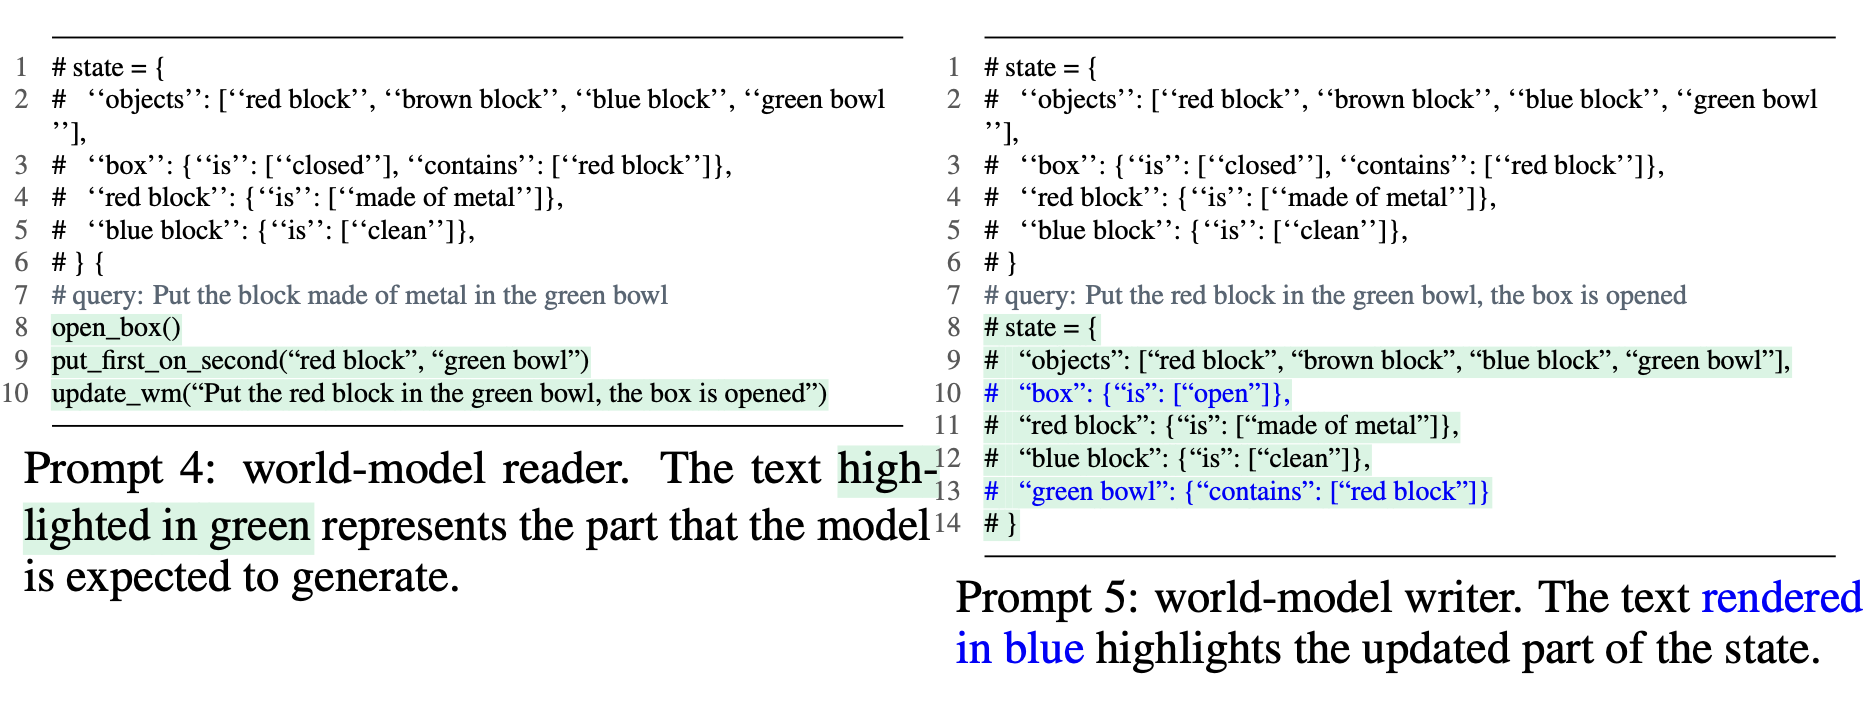 1 # state = {
2 # ‘‘objects’’: [‘‘red block’’, ‘‘brown block’’, ‘‘blue block’’, ‘‘green bowl
’’],
3 # ‘‘box’’: {‘‘is’’: [‘‘closed’’], ‘‘contains’’: [‘‘red block’’]},
4 # ‘‘red block’’: {‘‘is’’: [‘‘made of metal’’]},
5 # ‘‘blue block’’: {‘‘is’’: [‘‘clean’’]},
6 # } {
7 # query: Put the block made of metal in the green bowl
8 open_box()
9 put_first_on_second(“red block”, “green bowl”)
10 update_wm(“Put the red block in the green bowl, the box is opened”)
Prompt 4: world-model reader. The text high-
lighted in green represents the part that the model
is expected to generate.
1 # state = {
2 # ‘‘objects’’: [‘‘red block’’, ‘‘brown block’’, ‘‘blue block’’, ‘‘green bowl
’’],
3 # ‘‘box’’: {‘‘is’’: [‘‘closed’’], ‘‘contains’’: [‘‘red block’’]},
4 # ‘‘red block’’: {‘‘is’’: [‘‘made of metal’’]},
5 # ‘‘blue block’’: {‘‘is’’: [‘‘clean’’]},
6 # }
7 # query: Put the red block in the green bowl, the box is opened
8 # state = {
9 # “objects”: [“red block”, “brown block”, “blue block”, “green bowl”],
10 # “box”: {“is”: [“open”]},
11 # “red block”: {“is”: [“made of metal”]},
12 # “blue block”: {“is”: [“clean”]},
13 # “green bowl”: {“contains”: [“red block”]}
14 # }
Prompt 5: world-model writer. The text rendered
in blue highlights the updated part of the state.